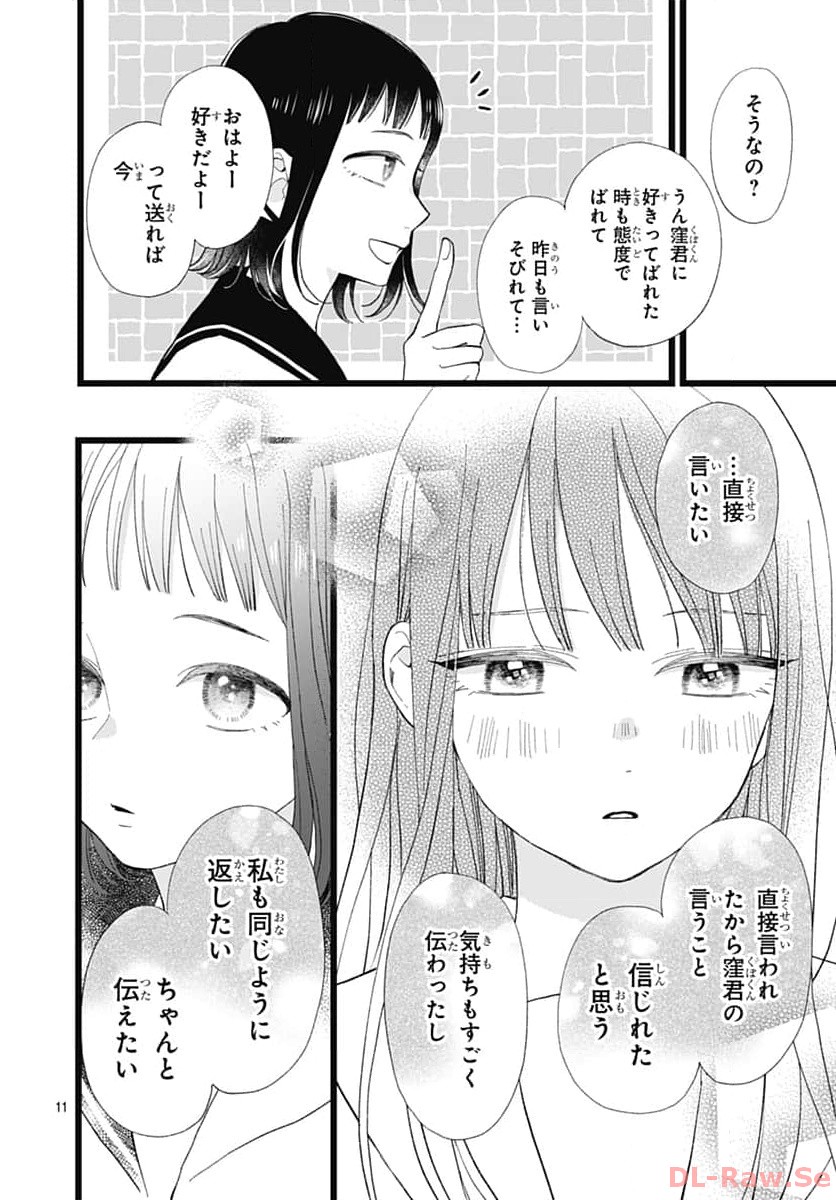 そうなの?
うん窪君に
好きってばれた
時も態度で
ばれて
昨日も言い
そびれて…
おはよー
好きだよー
って送れば
今
…直接
言いたい
直接言われ
たから窪君の
言うこと
信じれた
と思う
気持ちもすごく
伝わったし
私も同じように
返したい
ちゃんと
伝えたい
11
DL-Raw.Se